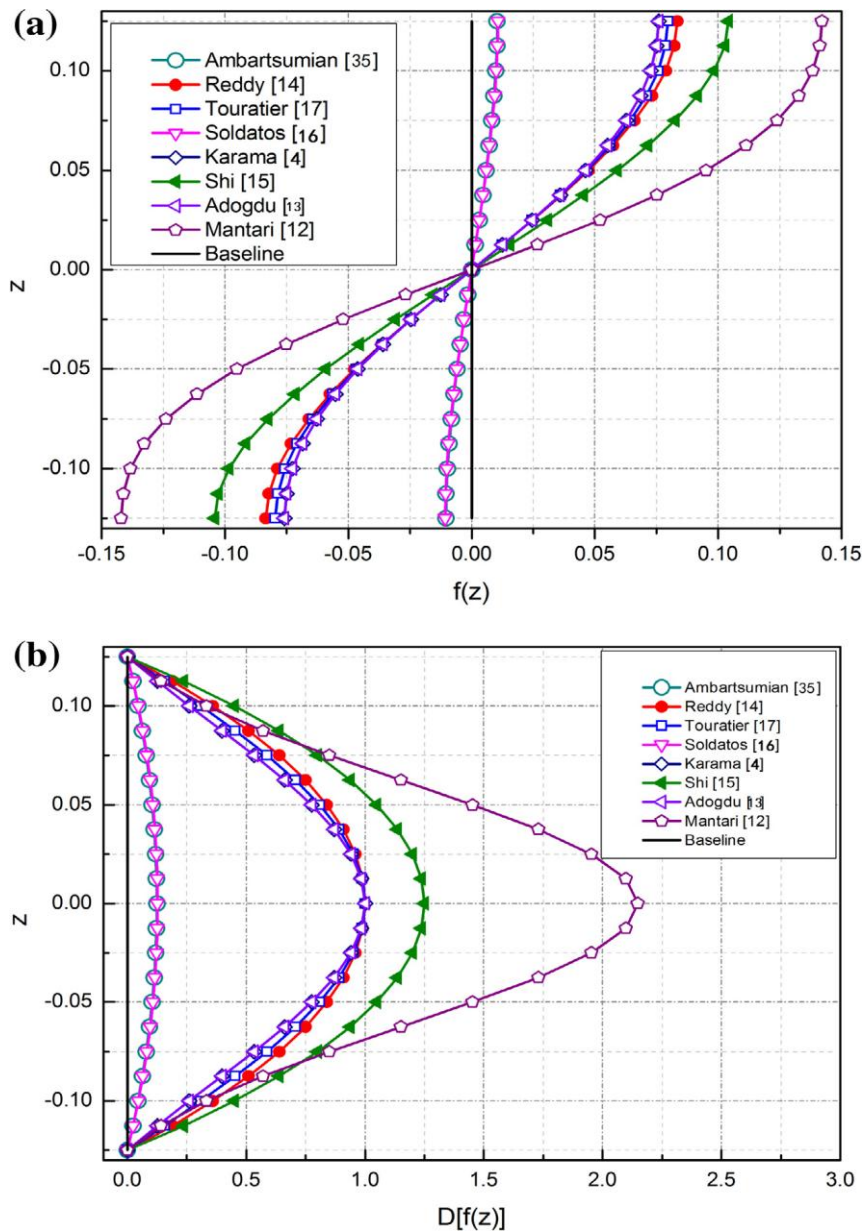 (a)
Ambartsumian [35]
Reddy [14]
Touratier [17]
Soldatos [16]
Karama [4]
Shi [15]
Adogdu [13]
Mantari [12]
Baseline
0.10
0.05
0.00
-0.05
-0.10
z
-0.15 -0.10 -0.05 0.00 0.05 0.10 0.15
f(z)
(b)
Ambartsumian [35]
Reddy [14]
Touratier [17]
Soldatos [16]
Karama [4]
Shi [15]
Adogdu [13]
Mantari [12]
Baseline
0.10
0.05
0.00
-0.05
-0.10
z
0.0 0.5 1.0 1.5 2.0 2.5 3.0
D[f(z)]